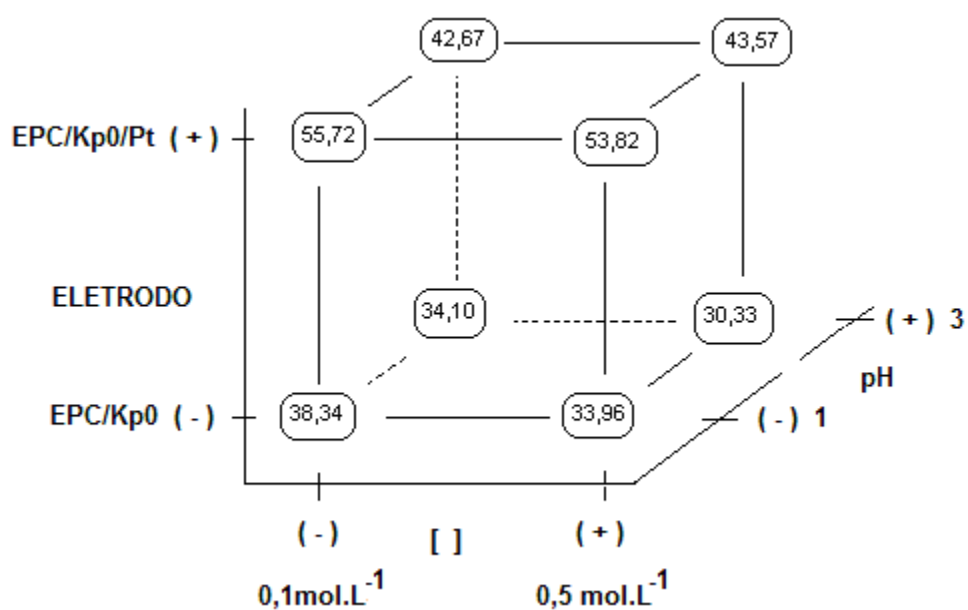 42,67 43,57
EPC/Kp0/Pt ( + ) 55,72 53,82
ELETRODO 34,10 30,33 ( + ) 3
pH
EPC/Kp0 ( - ) 38,34 33,96 ( - ) 1
( - ) [ ] ( + )
0,1mol.L⁻¹ 0,5 mol.L⁻¹